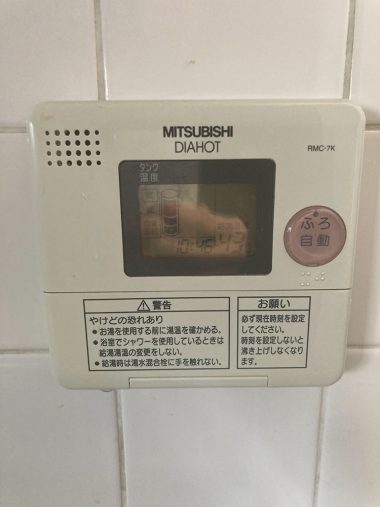 MITSUBISHI
DIAHOT
RMC-7K
タンク
温度
10:46
42
ふろ
自動
⚠警告
やけどの恐れあり
●お湯を使用する前に湯温を確かめる。
●浴室でシャワーを使用しているときは
給湯湯温の変更をしない。
●給湯時は湯水混合栓に手を触れない。
お願い
必ず現在時刻を設定
してください。
時刻を設定しないと
沸き上げしなくなり
ます。